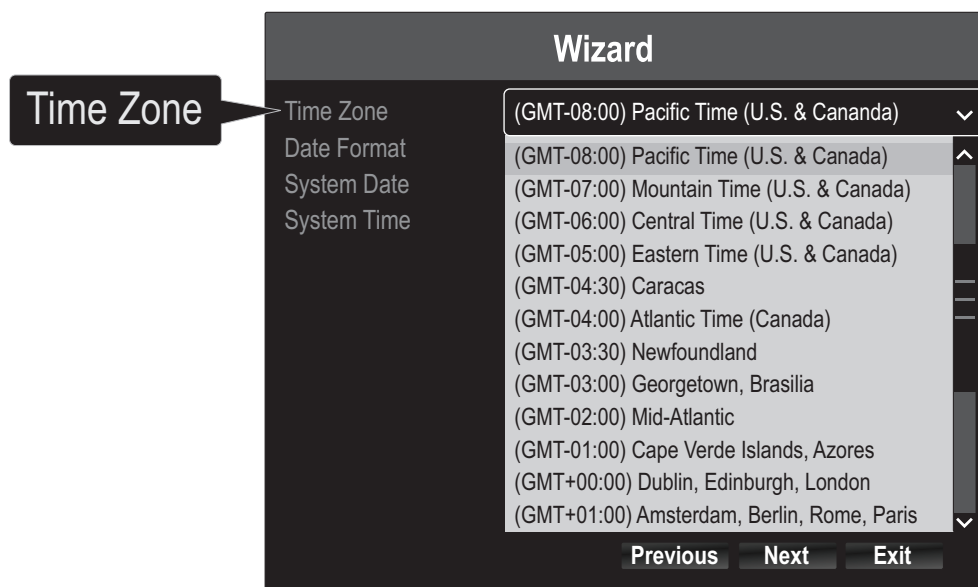 Wizard
Time Zone
Time Zone
(GMT-08:00) Pacific Time (U.S. & Cananda)
Date Format
System Date
System Time
(GMT-08:00) Pacific Time (U.S. & Canada)
(GMT-07:00) Mountain Time (U.S. & Canada)
(GMT-06:00) Central Time (U.S. & Canada)
(GMT-05:00) Eastern Time (U.S. & Canada)
(GMT-04:30) Caracas
(GMT-04:00) Atlantic Time (Canada)
(GMT-03:30) Newfoundland
(GMT-03:00) Georgetown, Brasilia
(GMT-02:00) Mid-Atlantic
(GMT-01:00) Cape Verde Islands, Azores
(GMT+00:00) Dublin, Edinburgh, London
(GMT+01:00) Amsterdam, Berlin, Rome, Paris
Previous Next Exit